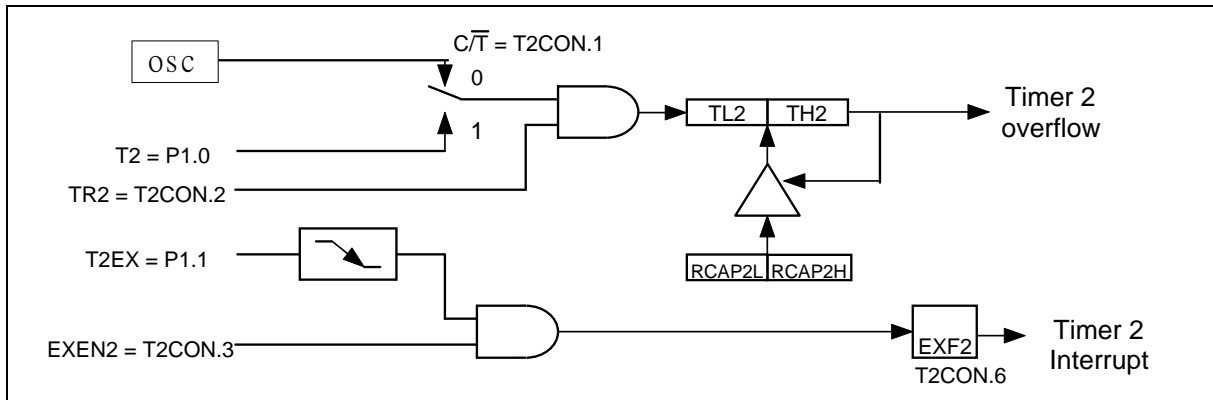 C/T̅ = T2CON.1
OSC
0
1
T2 = P1.0
TR2 = T2CON.2
TL2 TH2
Timer 2
overflow
T2EX = P1.1
RCAP2L RCAP2H
EXEN2 = T2CON.3
EXF2
T2CON.6
Timer 2
Interrupt